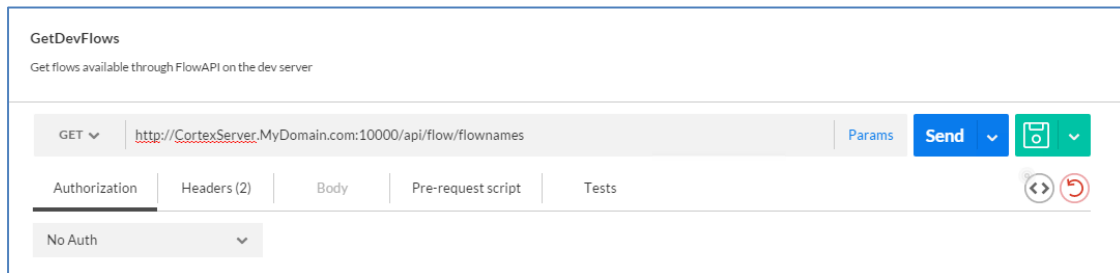 GetDevFlows
Get flows available through FlowAPI on the dev server
GET http://CortexServer.MyDomain.com:10000/api/flow/flownames Params Send
Authorization Headers (2) Body Pre-request script Tests
No Auth